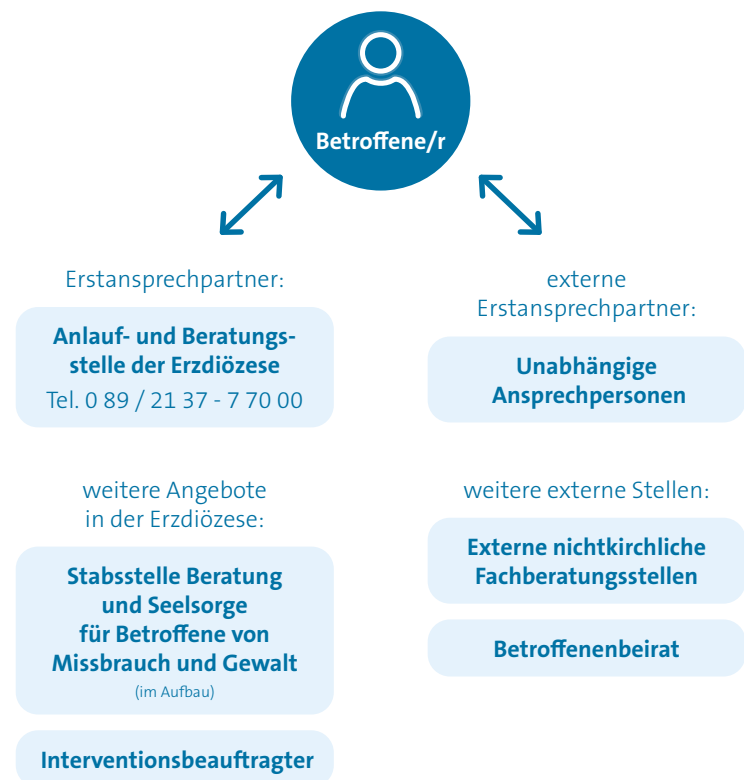 Betroffene/r
Erstansprechpartner:
Anlauf- und Beratungs-
stelle der Erzdiözese
Tel. 0 89 / 21 37 - 7 70 00
weitere Angebote
in der Erzdiözese:
Stabsstelle Beratung
und Seelsorge
für Betroffene von
Missbrauch und Gewalt
(im Aufbau)
Interventionsbeauftragter
externe
Erstansprechpartner:
Unabhängige
Ansprechpersonen
weitere externe Stellen:
Externe nichtkirchliche
Fachberatungsstellen
Betroffenenbeirat